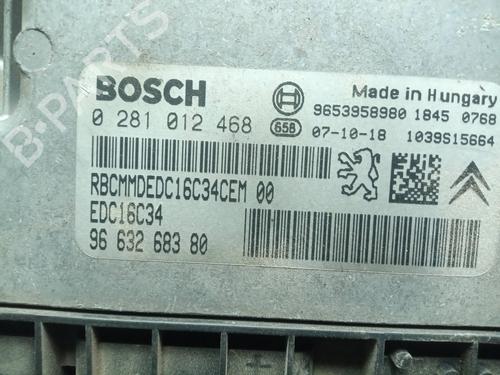 BOSCH
Made in Hungary
9653958980 1845 0768
0 281 012 468
658
07-10-18
1039S15664
RBCMMDEDC16C34CEM 00
EDC16C34
96 632 683 80
B-PARTS